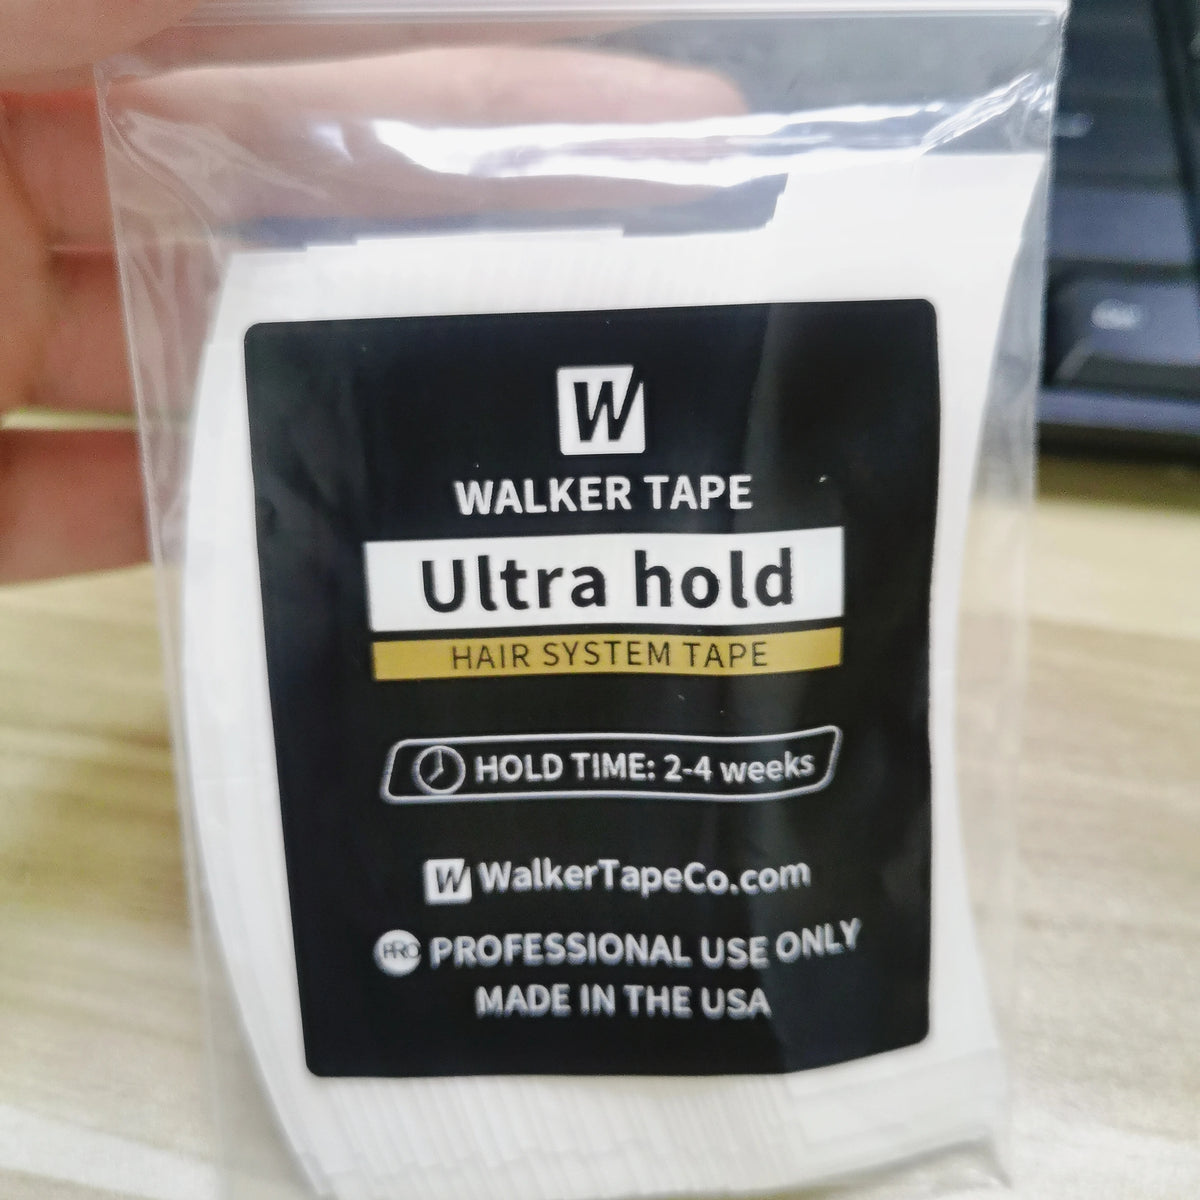 W
WALKER TAPE
Ultra hold
HAIR SYSTEM TAPE
HOLD TIME: 2-4 weeks
W WalkerTapeCo.com
PRO PROFESSIONAL USE ONLY
MADE IN THE USA